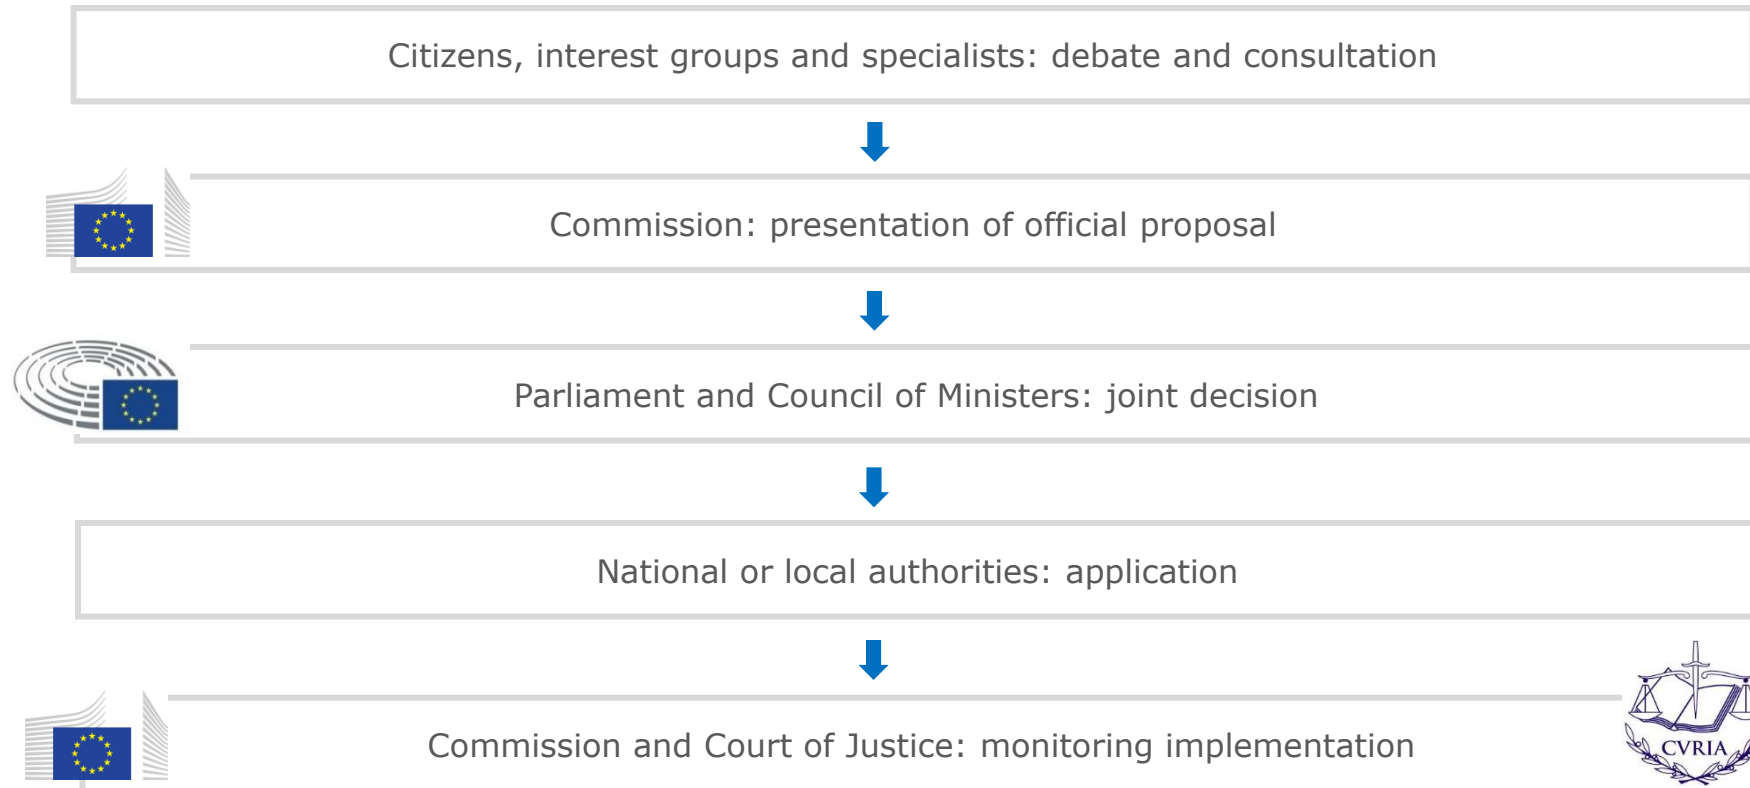 Citizens, interest groups and specialists: debate and consultation
Commission: presentation of official proposal
Parliament and Council of Ministers: joint decision
National or local authorities: application
Commission and Court of Justice: monitoring implementation
CVRIA